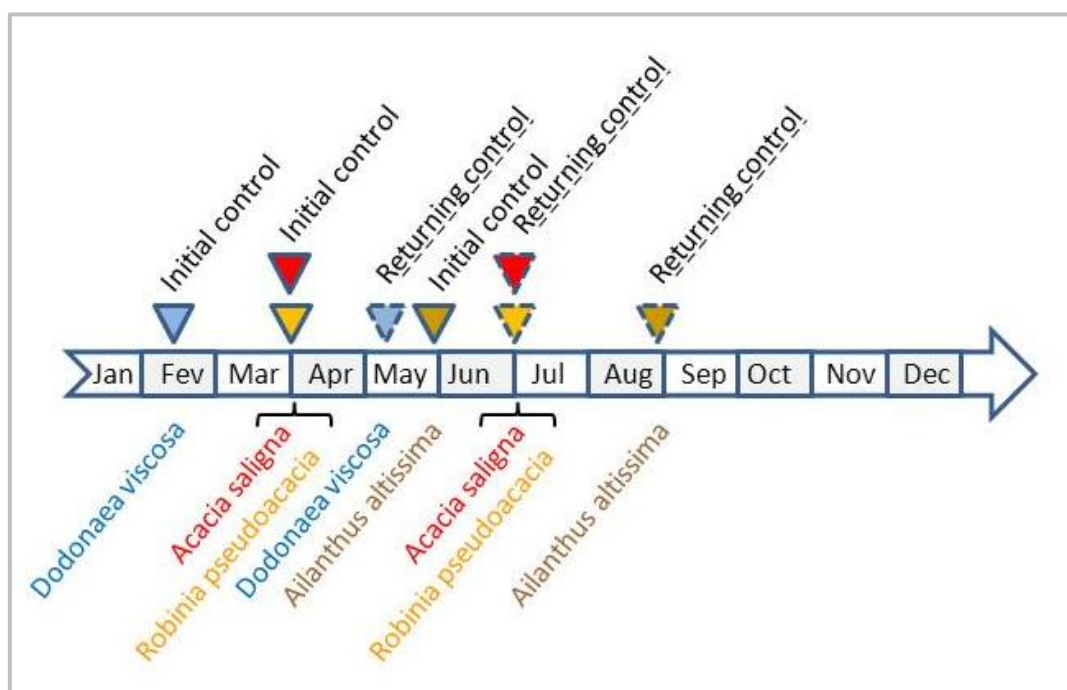 Initial control
Initial control
Returning control
Initial control
Returning control
Returning control
Jan
Fev
Mar
Apr
May
Jun
Jul
Aug
Sep
Oct
Nov
Dec
Dodonaea viscosa
Acacia saligna
Robinia pseudoacacia
Dodonaea viscosa
Ailanthus altissima
Acacia saligna
Robinia pseudoacacia
Ailanthus altissima